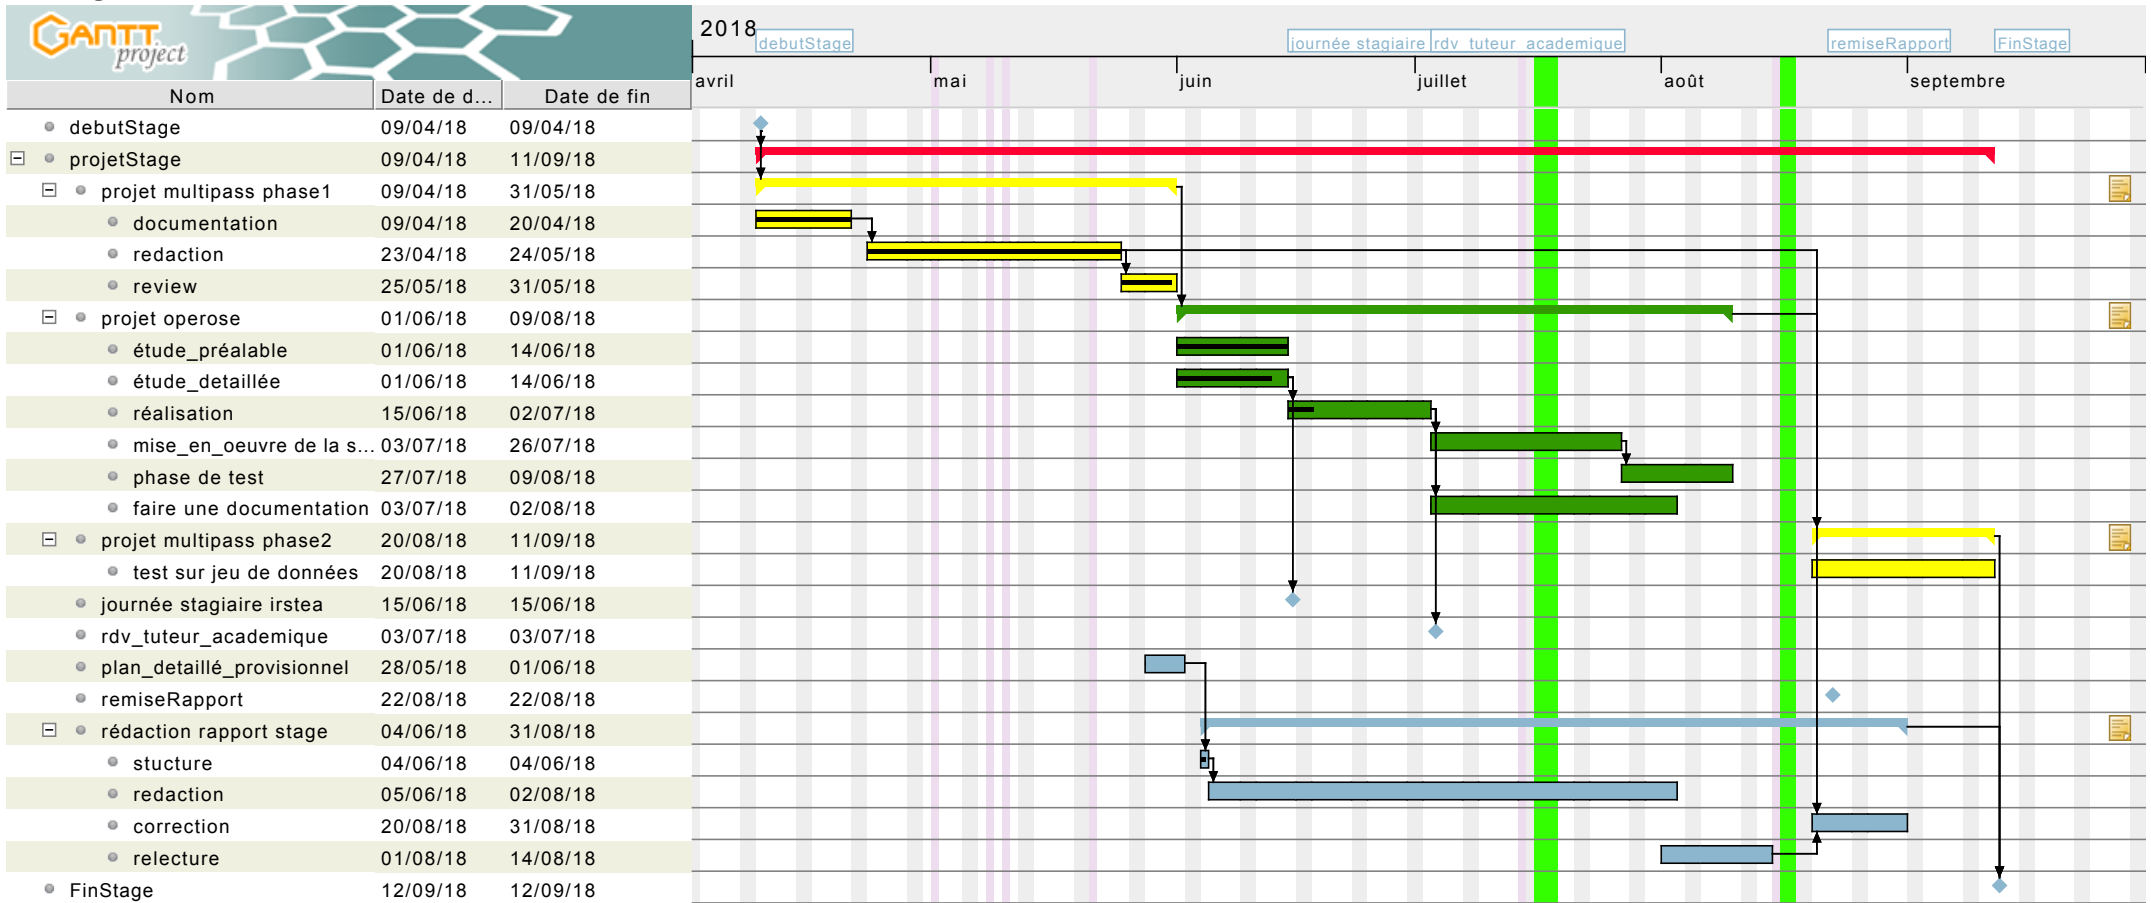 GANTT
project
2018
debutStage
journée stagiaire
rdv_tuteur_academique
remiseRapport
FinStage
avril
mai
juin
juillet
août
septembre
Nom Date de d... Date de fin
debutStage 09/04/18 09/04/18
projetStage 09/04/18 11/09/18
projet multipass phase1 09/04/18 31/05/18
documentation 09/04/18 20/04/18
redaction 23/04/18 24/05/18
review 25/05/18 31/05/18
projet operose 01/06/18 09/08/18
étude_préalable 01/06/18 14/06/18
étude_detaillée 01/06/18 14/06/18
réalisation 15/06/18 02/07/18
mise_en_oeuvre de la s... 03/07/18 26/07/18
phase de test 27/07/18 09/08/18
faire une documentation 03/07/18 02/08/18
projet multipass phase2 20/08/18 11/09/18
test sur jeu de données 20/08/18 11/09/18
journée stagiaire irstea 15/06/18 15/06/18
rdv_tuteur_academique 03/07/18 03/07/18
plan_detaillé_provisionnel 28/05/18 01/06/18
remiseRapport 22/08/18 22/08/18
rédaction rapport stage 04/06/18 31/08/18
stucture 04/06/18 04/06/18
redaction 05/06/18 02/08/18
correction 20/08/18 31/08/18
relecture 01/08/18 14/08/18
FinStage 12/09/18 12/09/18